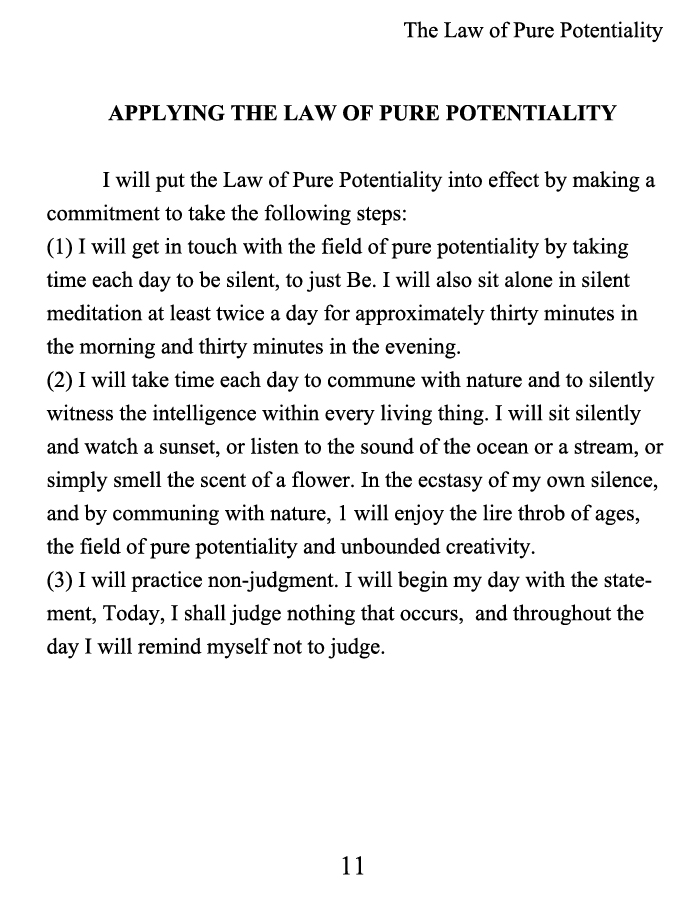 The Law of Pure Potentiality
APPLYING THE LAW OF PURE POTENTIALITY
I will put the Law of Pure Potentiality into effect by making a
commitment to take the following steps:
(1) I will get in touch with the field of pure potentiality by taking
time each day to be silent, to just Be. I will also sit alone in silent
meditation at least twice a day for approximately thirty minutes in
the morning and thirty minutes in the evening.
(2) I will take time each day to commune with nature and to silently
witness the intelligence within every living thing. I will sit silently
and watch a sunset, or listen to the sound of the ocean or a stream, or
simply smell the scent of a flower. In the ecstasy of my own silence,
and by communing with nature, 1 will enjoy the lire throb of ages,
the field of pure potentiality and unbounded creativity.
(3) I will practice non-judgment. I will begin my day with the state-
ment, Today, I shall judge nothing that occurs,  and throughout the
day I will remind myself not to judge.
11